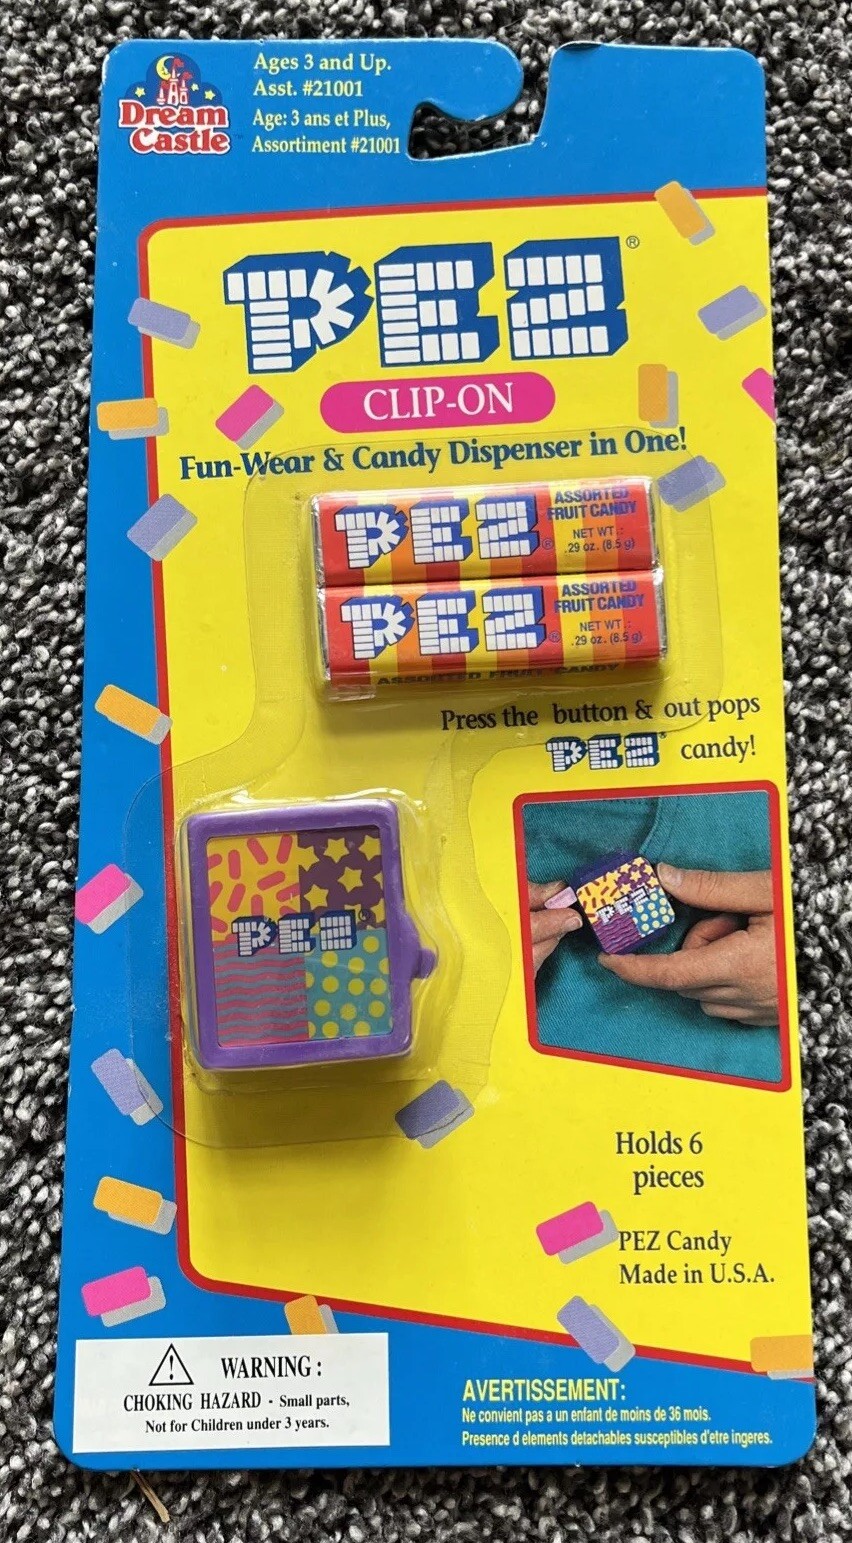 Dream
Castle
Ages 3 and Up.
Asst. #21001
Age: 3 ans et Plus,
Assortiment #21001
PEZ®
CLIP-ON
Fun-Wear & Candy Dispenser in One!
PEZ®
ASSORTED
FRUIT CANDY
NET WT.:
.29 oz. (8.5 g)
PEZ®
ASSORTED
FRUIT CANDY
NET WT.:
.29 oz. (8.5 g)
ASSORTED FRUIT CANDY
Press the button & out pops
PEZ® candy!
PEZ®
PEZ
Holds 6
pieces
PEZ Candy
Made in U.S.A.
WARNING:
CHOKING HAZARD - Small parts,
Not for Children under 3 years.
AVERTISSEMENT:
Ne convient pas a un enfant de moins de 36 mois.
Presence d elements detachables susceptibles d'etre ingeres.